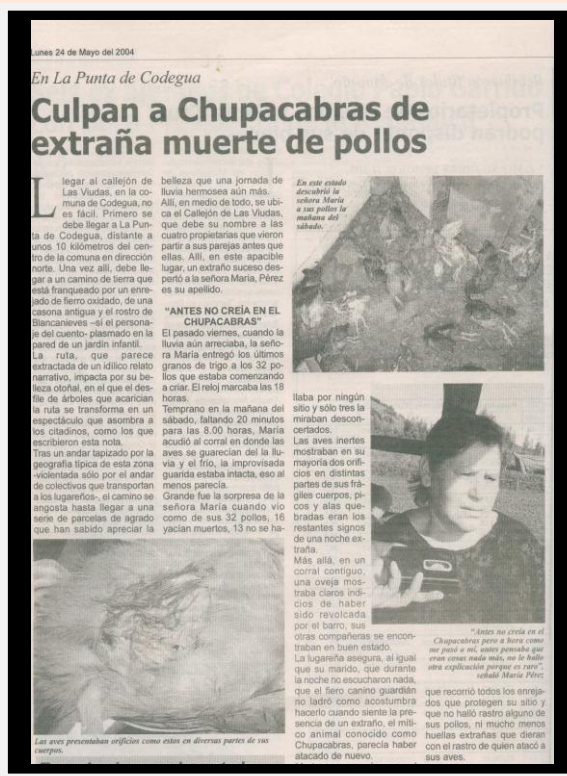 Lunes 24 de Mayo del 2004
En La Punta de Codegua
Culpan a Chupacabras de
extraña muerte de pollos
Llegar al callejón de
Las Viudas, en la co-
muna de Codegua, no
es fácil. Primero se
debe llegar a La Pun-
ta de Codegua, distante a
unos 10 kilómetros del cen-
tro de la comuna en dirección
norte. Una vez allí, debe lle-
gar a un camino de tierra que
está franqueado por un enre-
jado de fierro oxidado, de una
casona antigua y el rostro de
Blancanieves –sí el persona-
je del cuento- plasmado en la
pared de un jardín infantil.
La ruta, que parece
extractada de un idílico relato
narrativo, impacta por su be-
lleza otoñal, en el que el des-
file de árboles que acarician
la ruta se transforma en un
espectáculo que asombra a
los citadinos, como los que
escribieron esta nota.
Tras un andar tapizado por la
geografía típica de esta zona
-violentada sólo por el andar
de colectivos que transportan
a los lugareños-, el camino se
angosta hasta llegar a una
serie de parcelas de agrado
que han sabido apreciar la
belleza que una jornada de
lluvia hermosea aún más.
Allí, en medio de todo, se ubi-
ca el Callejón de Las Viudas,
que debe su nombre a las
cuatro propietarias que vieron
partir a sus parejas antes que
ellas. Allí, en este apacible
lugar, un extraño suceso des-
pertó a la señora María. Pérez
es su apellido.
"ANTES NO CREÍA EN EL
CHUPACABRAS"
El pasado viernes, cuando la
lluvia aún arreciaba, la seño-
ra María entregó los últimos
granos de trigo a los 32 po-
llos que estaba comenzando
a criar. El reloj marcaba las 18
horas.
Temprano en la mañana del
sábado, faltando 20 minutos
para las 8.00 horas, María
acudió al corral en donde las
aves se guarecían del la llu-
via y el frío, la improvisada
guarida estaba intacta, eso al
menos parecía.
Grande fue la sorpresa de la
señora María cuando vio
como de sus 32 pollos, 16
yacían muertos, 13 no se ha-
En este estado
descubrió la
señora María
a sus pollos la
mañana del
sábado.
llaba por ningún
sitio y sólo tres la
miraban descon-
certados.
Las aves inertes
mostraban en su
mayoría dos orifi-
cios en distintas
partes de sus frá-
giles cuerpos, pi-
cos y alas que-
bradas eran los
restantes signos
de una noche ex-
traña.
Más allá, en un
corral contiguo,
una oveja mos-
traba claros indi-
cios de haber
sido revolcada
por el barro, sus
otras compañeras se encon-
traban en buen estado.
La lugareña asegura, al igual
que su marido, que durante
la noche no escucharon nada,
que el fiero canino guardián
no ladró como acostumbra
hacerlo cuando siente la pre-
sencia de un extraño, el míti-
co animal conocido como
Chupacabras, parecía haber
atacado de nuevo.
"Antes no creía en el
Chupacabras pero a hora como
me pasó a mí, antes pensaba que
eran cosas nada más, no le hallo
otra explicación porque es raro",
señaló María Pérez
que recorrió todos los enreja-
dos que protegen su sitio y
que no halló rastro alguno de
sus pollos, ni mucho menos
huellas extrañas que dieran
con el rastro de quien atacó a
sus aves.
Las aves presentaban orificios como estos en diversas partes de sus
cuerpos.